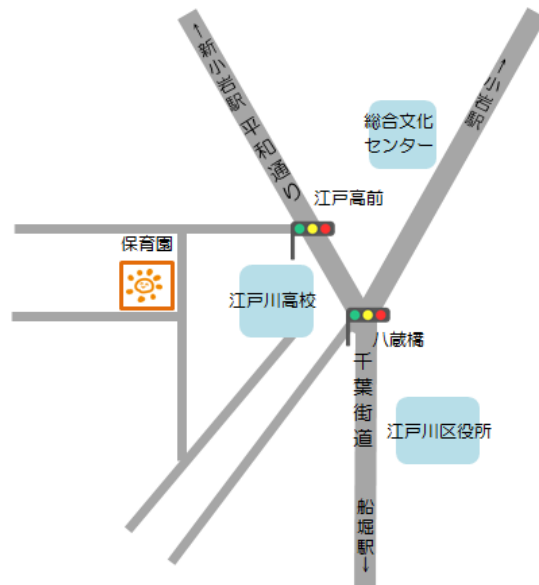 ←新小岩駅
平和通り
←小岩駅
総合文化
センター
江戸高前
保育園
江戸川高校
八蔵橋
千葉街道
江戸川区役所
船堀駅→